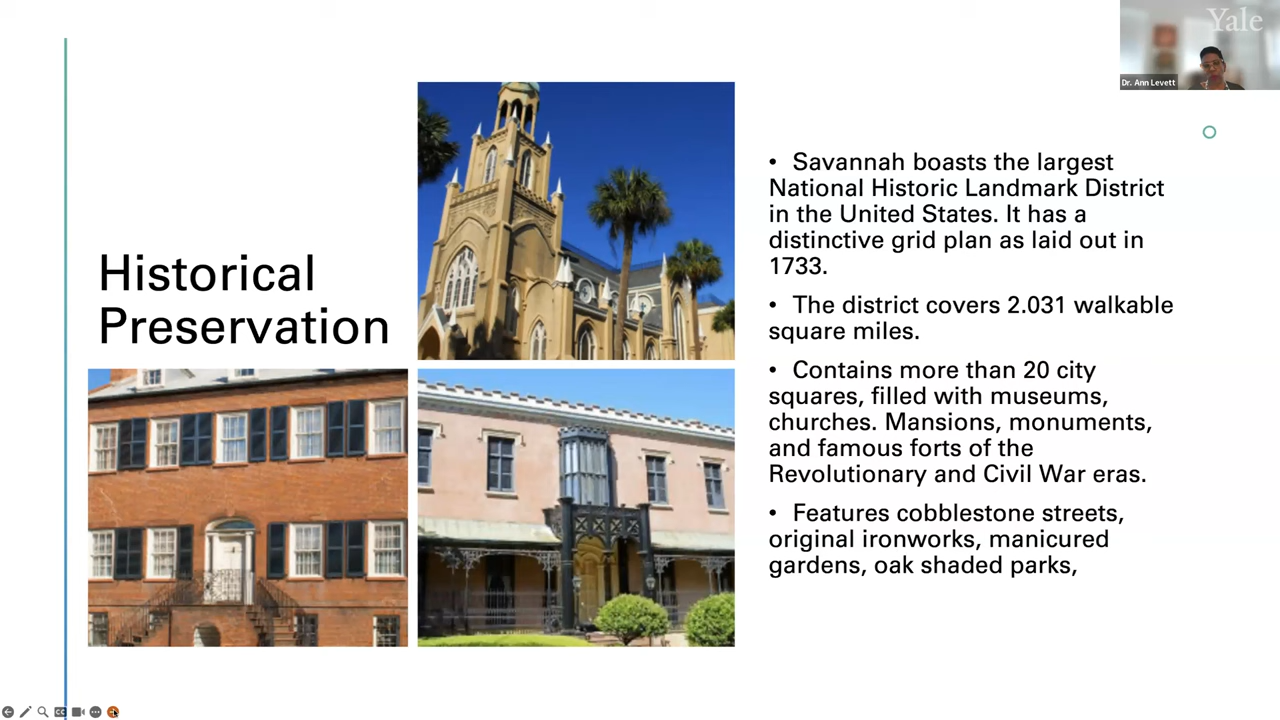 Yale
Dr. Ann Levett
Historical
Preservation
• Savannah boasts the largest
National Historic Landmark District
in the United States. It has a
distinctive grid plan as laid out in
1733.
• The district covers 2.031 walkable
square miles.
• Contains more than 20 city
squares, filled with museums,
churches. Mansions, monuments,
and famous forts of the
Revolutionary and Civil War eras.
• Features cobblestone streets,
original ironworks, manicured
gardens, oak shaded parks,
CC